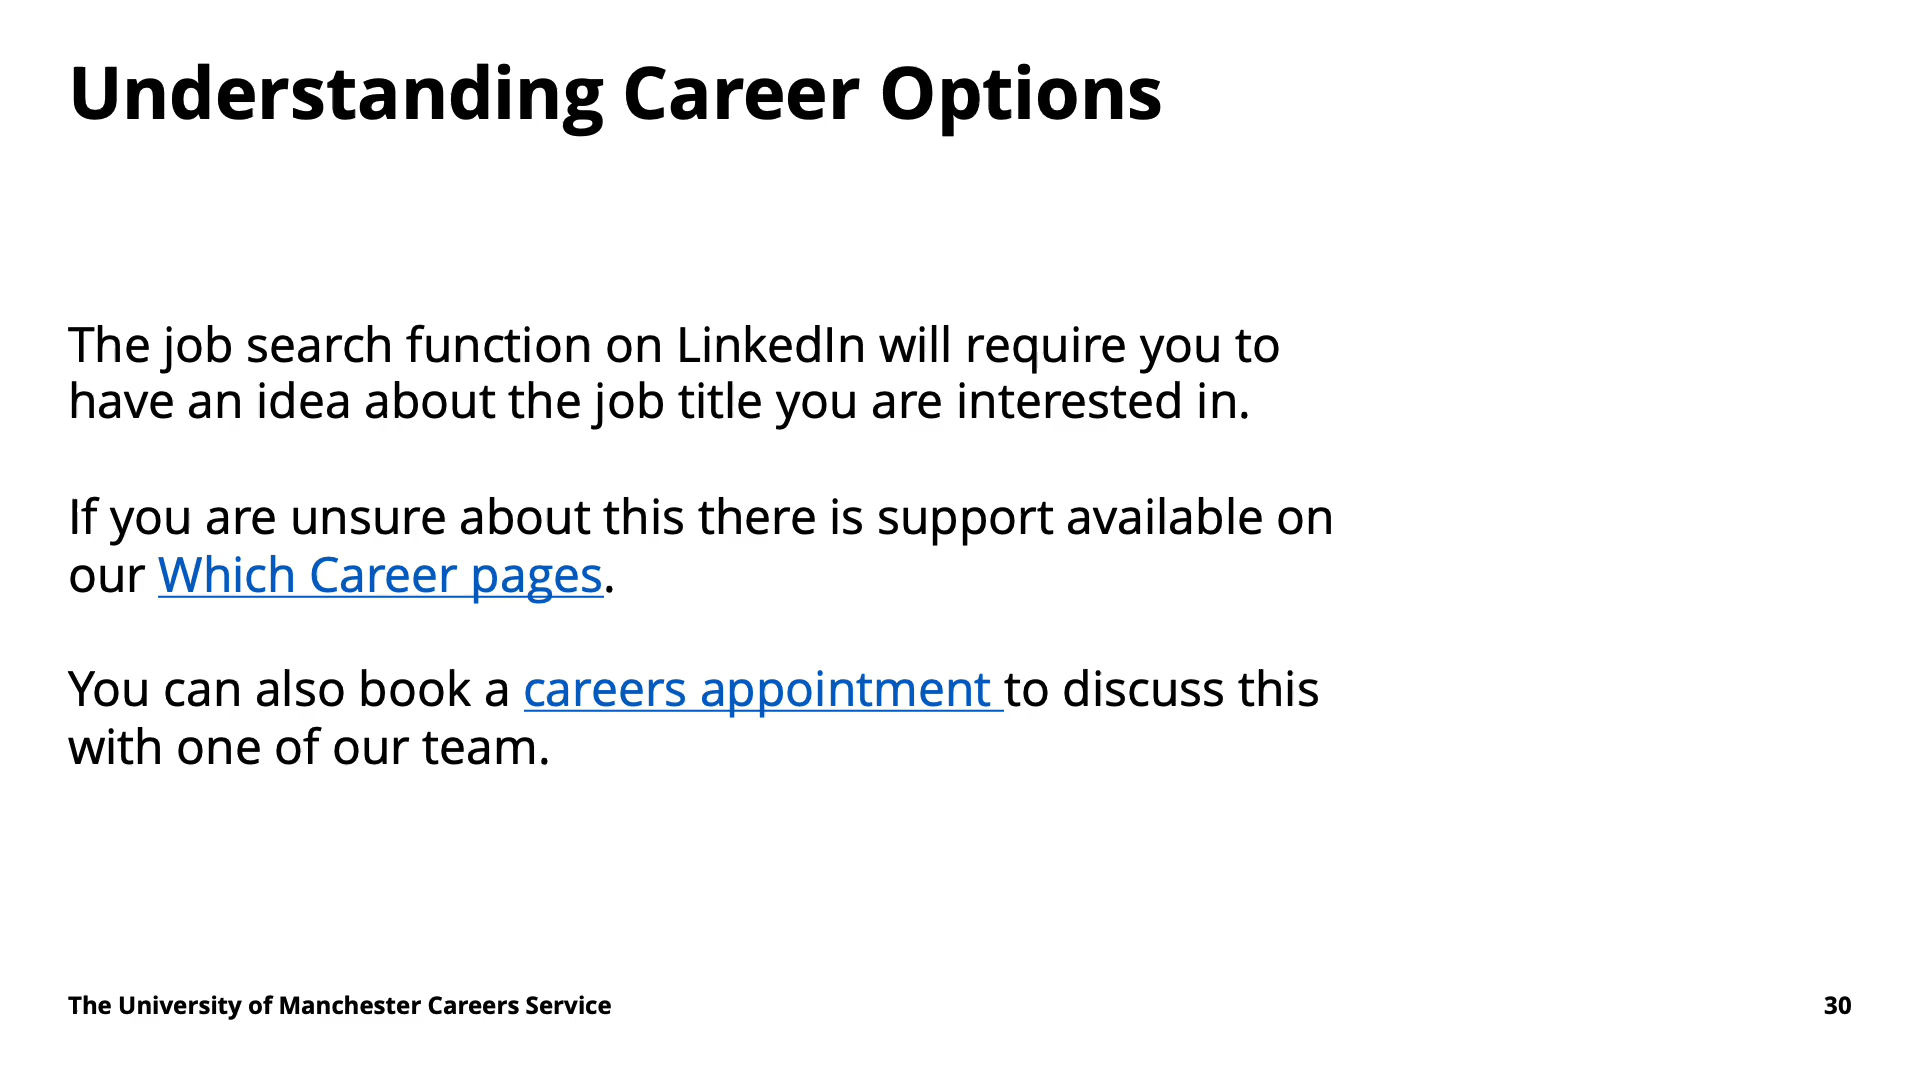 Understanding Career Options
The job search function on LinkedIn will require you to
have an idea about the job title you are interested in.
If you are unsure about this there is support available on
our Which Career pages.
You can also book a careers appointment to discuss this
with one of our team.
The University of Manchester Careers Service
30